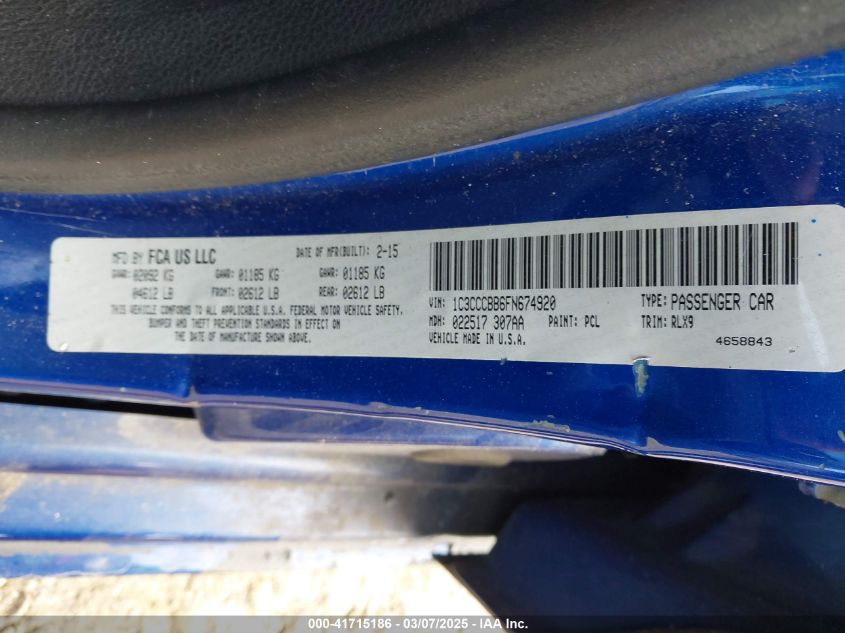 MFD BY FCA US LLC DATE OF MFR(BUILT): 2-15
GAWR: 02092 KG GAWR: 01185 KG GAWR: 01185 KG
04612 LB FRONT: 02612 LB REAR: 02612 LB
THIS VEHICLE CONFORMS TO ALL APPLICABLE U.S.A. FEDERAL MOTOR VEHICLE SAFETY,
BUMPER AND THEFT PREVENTION STANDARDS IN EFFECT ON
THE DATE OF MANUFACTURE SHOWN ABOVE.
VIN: 1C3CCCBB6FN674920 TYPE: PASSENGER CAR
MDH: 022517 307AA PAINT: PCL TRIM: RLX9
VEHICLE MADE IN U.S.A. 4658843
000-41715186 - 03/07/2025 - IAA Inc.